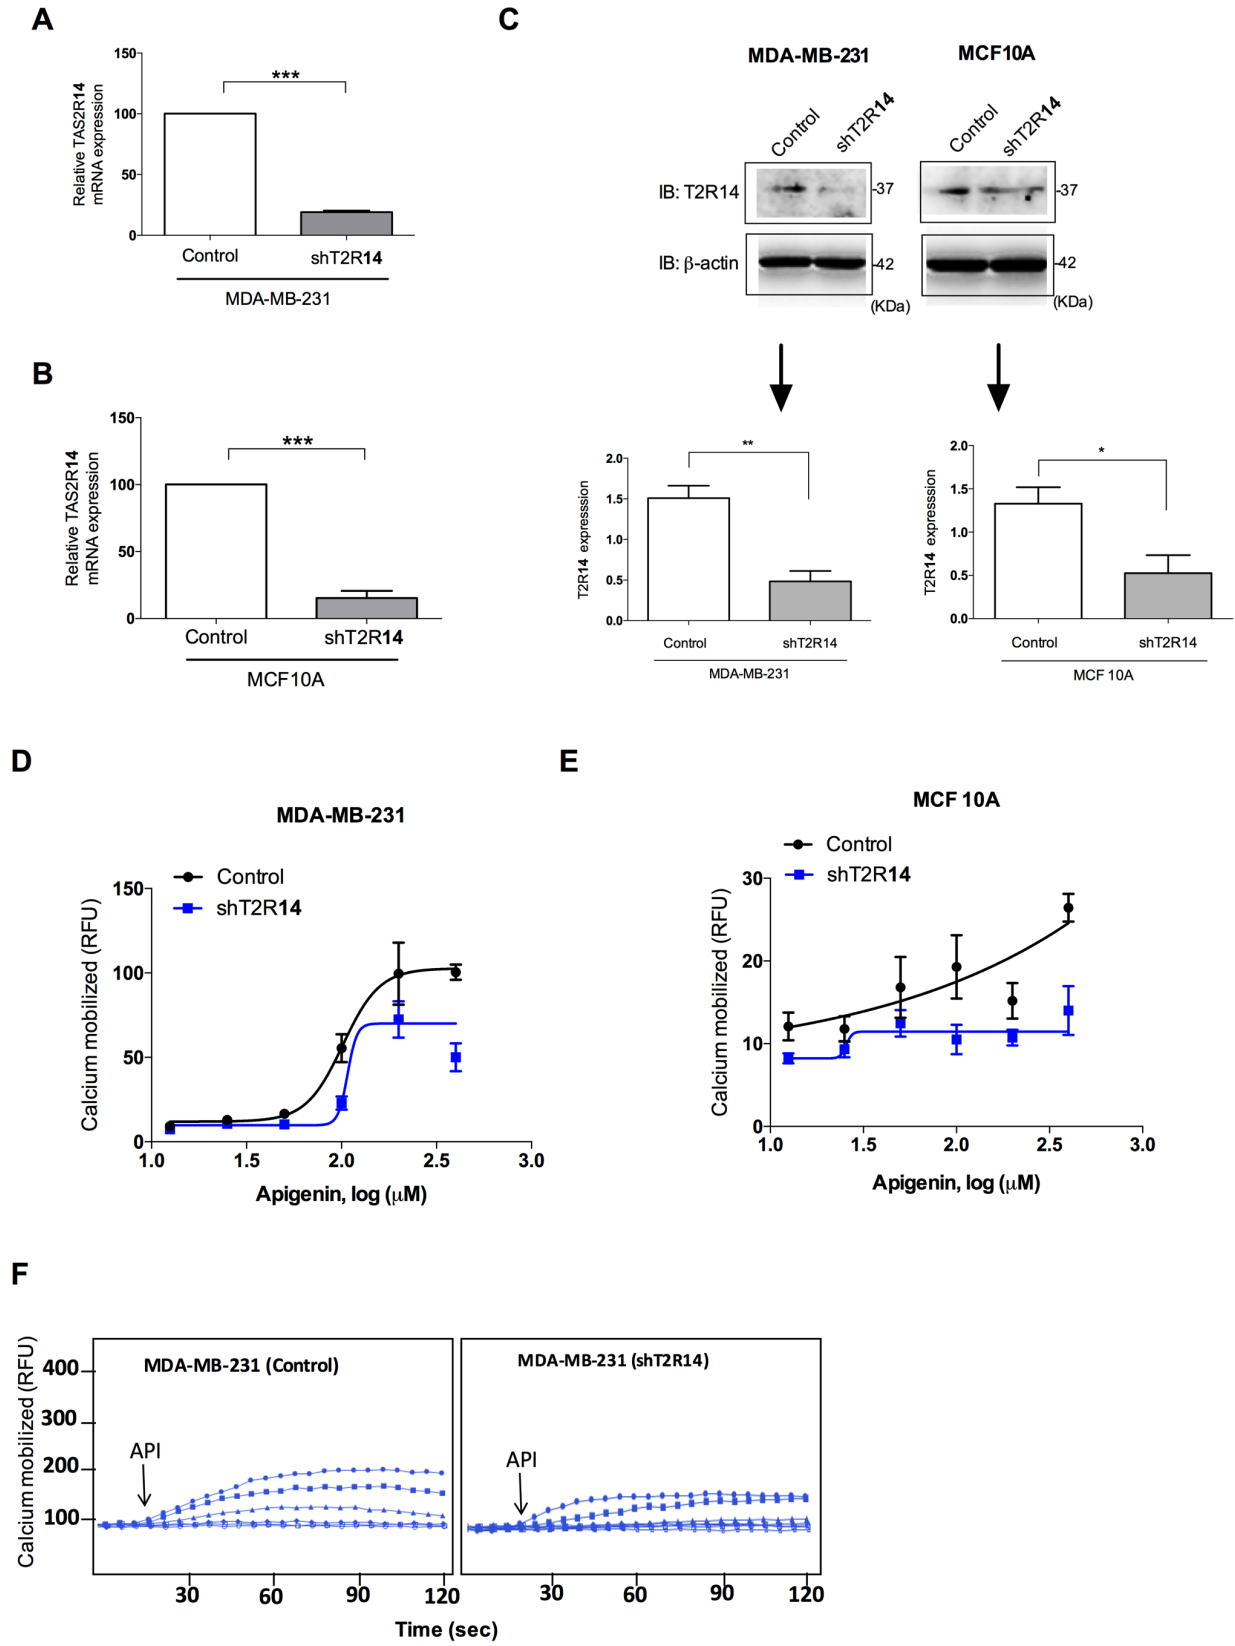 A
150
100
50
0
Relative TAS2R14
mRNA expression
***
Control
shT2R14
MDA-MB-231
B
150
100
50
0
Relative TAS2R14
mRNA expression
***
Control
shT2R14
MCF10A
C
MDA-MB-231
MCF10A
Control
shT2R14
Control
shT2R14
IB: T2R14
-37
-37
IB: β-actin
-42
-42
(KDa)
(KDa)
2.0
1.5
1.0
0.5
0.0
T2R14 expresssion
**
Control
shT2R14
MDA-MB-231
2.0
1.5
1.0
0.5
0.0
T2R14 expresssion
*
Control
shT2R14
MCF 10A
D
MDA-MB-231
Control
shT2R14
150
100
50
0
Calcium mobilized (RFU)
1.0
1.5
2.0
2.5
3.0
Apigenin, log (μM)
E
MCF 10A
Control
shT2R14
30
20
10
0
Calcium mobilized (RFU)
1.0
1.5
2.0
2.5
3.0
Apigenin, log (μM)
F
Calcium mobilized (RFU)
400
300
200
100
MDA-MB-231 (Control)
API
30
60
90
120
MDA-MB-231 (shT2R14)
API
30
60
90
120
Time (sec)